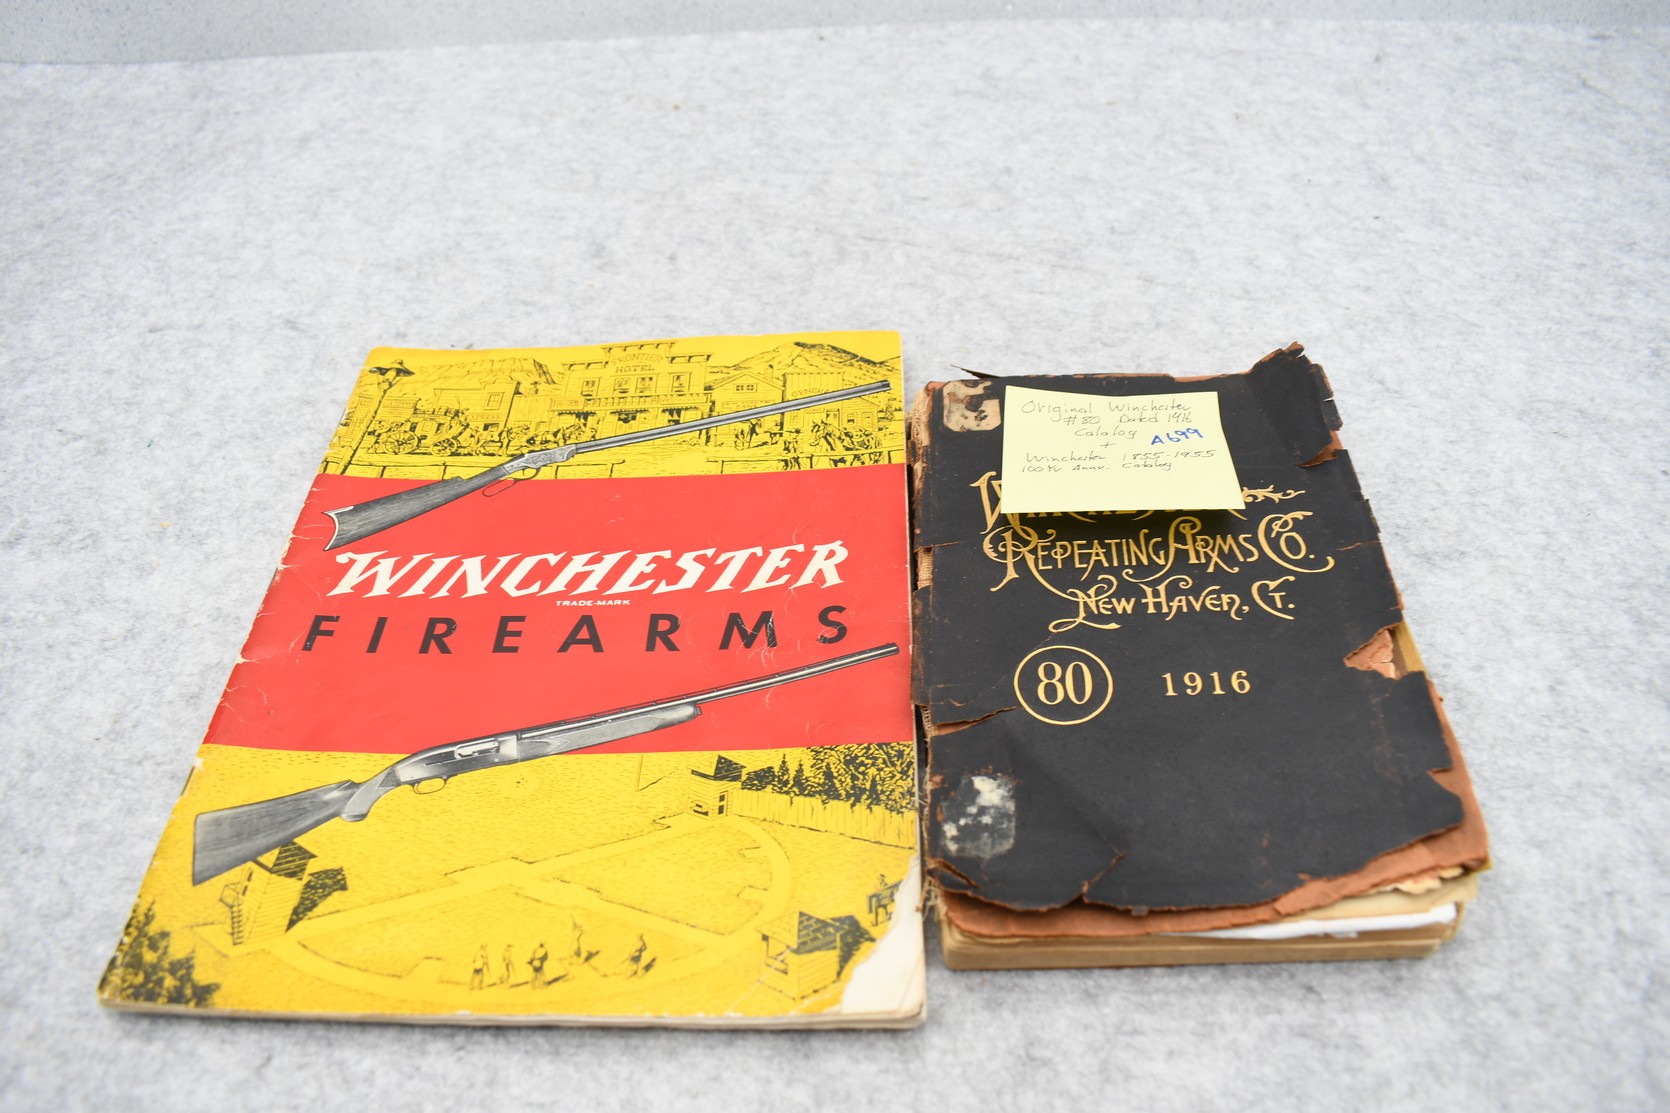 FRONTIER
HOTEL
WINCHESTER
TRADE-MARK
FIREARMS
Original Winchester
#80 Dated 1916
Catalog
A699
+
Winchester 1855-1955
100th Anniv. Catalog
REPEATING ARMS CO.
NEW HAVEN, CT.
80 1916